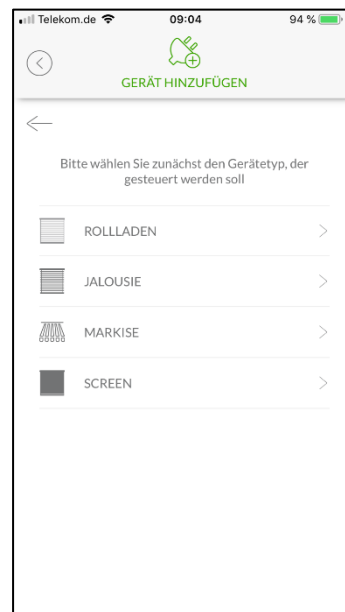 Telekom.de 09:04 94 %
GERÄT HINZUFÜGEN
Bitte wählen Sie zunächst den Gerätetyp, der
gesteuert werden soll
ROLLLADEN
JALOUSIE
MARKISE
SCREEN